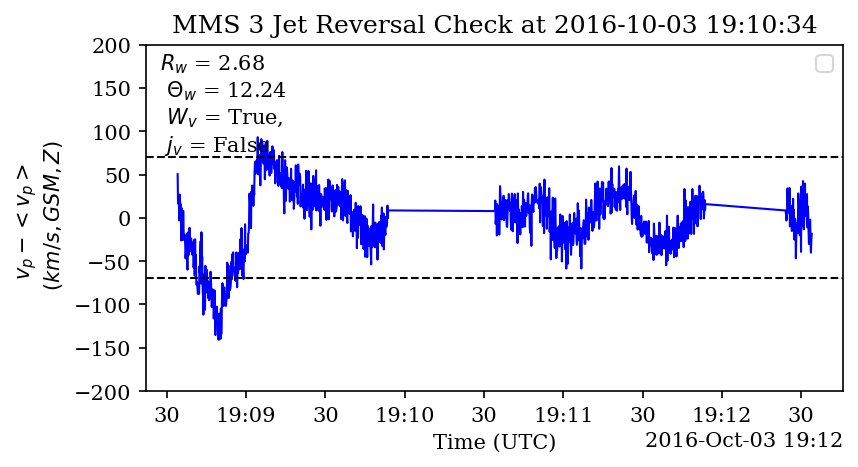 MMS 3 Jet Reversal Check at 2016-10-03 19:10:34
R_w = 2.68
Θ_w = 12.24
W_v = True,
j_v = False
v_p − < v_p >
(km/s, GSM, Z)
200
150
100
50
0
−50
−100
−150
−200
30 19:09 30 19:10 30 19:11 30 19:12 30
Time (UTC)
2016-Oct-03 19:12